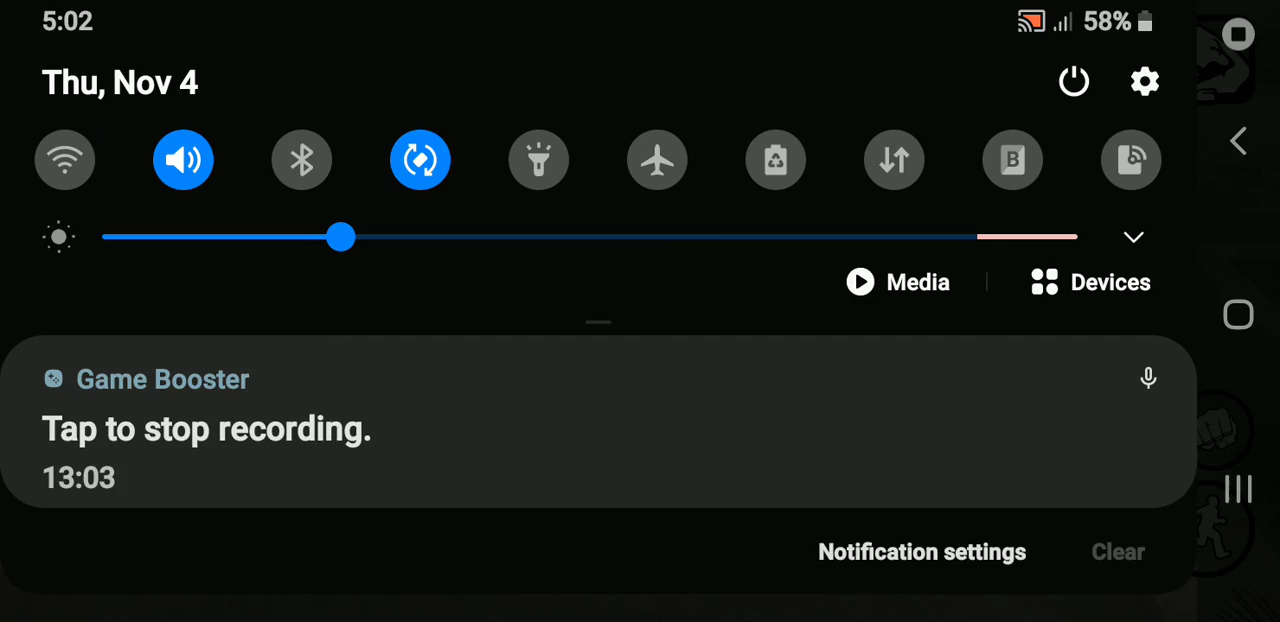 5:02
58%
Thu, Nov 4
B
Media
Devices
Game Booster
Tap to stop recording.
13:03
Notification settings
Clear